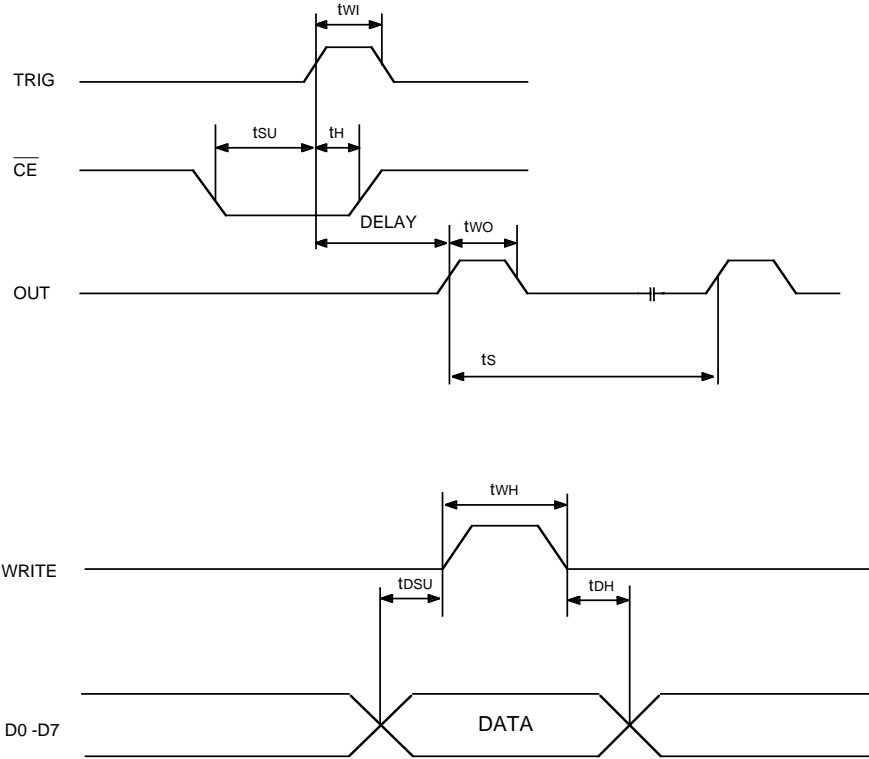 tWI
TRIG
tSU
tH
CE
DELAY
tWO
OUT
tS
tWH
WRITE
tDSU
tDH
D0 -D7
DATA